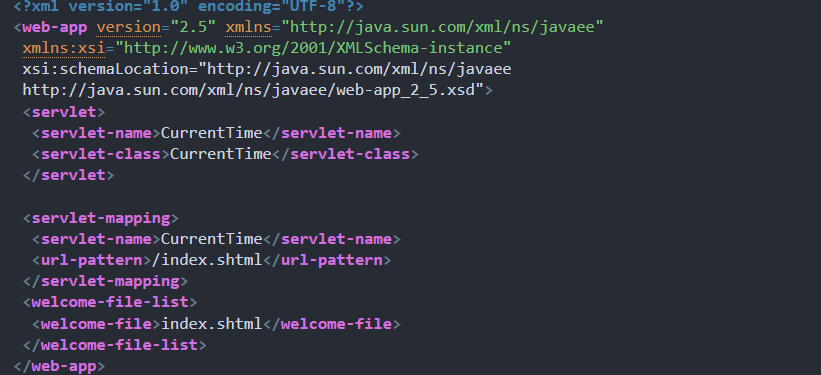 <?xml version="1.0" encoding="UTF-8"?>
<web-app version="2.5" xmlns="http://java.sun.com/xml/ns/javaee"
xmlns:xsi="http://www.w3.org/2001/XMLSchema-instance"
xsi:schemaLocation="http://java.sun.com/xml/ns/javaee
http://java.sun.com/xml/ns/javaee/web-app_2_5.xsd">
<servlet>
<servlet-name>CurrentTime</servlet-name>
<servlet-class>CurrentTime</servlet-class>
</servlet>
<servlet-mapping>
<servlet-name>CurrentTime</servlet-name>
<url-pattern>/index.shtml</url-pattern>
</servlet-mapping>
<welcome-file-list>
<welcome-file>index.shtml</welcome-file>
</welcome-file-list>
</web-app>